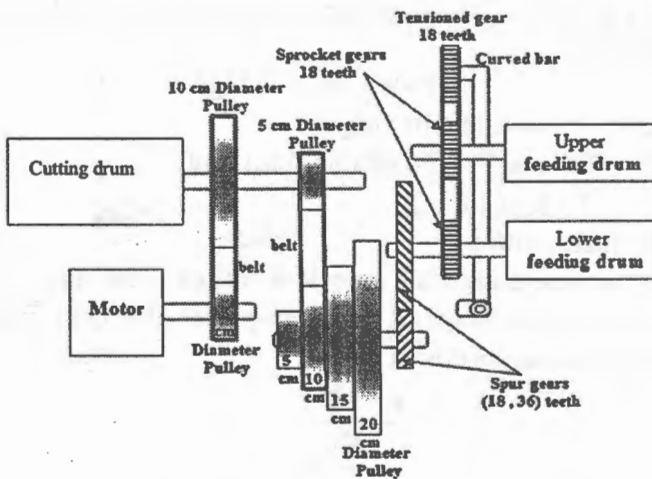 Tensioned gear
18 teeth
Sprocket gears
18 teeth
Curved bar
10 cm Diameter
Pulley
5 cm Diameter
Pulley
Cutting drum
Upper
feeding drum
belt
belt
Lower
feeding drum
Motor
cm
Diameter
Pulley
5
cm
10
cm
15
cm
20
cm
Diameter
Pulley
Spur gears
(18 , 36) teeth